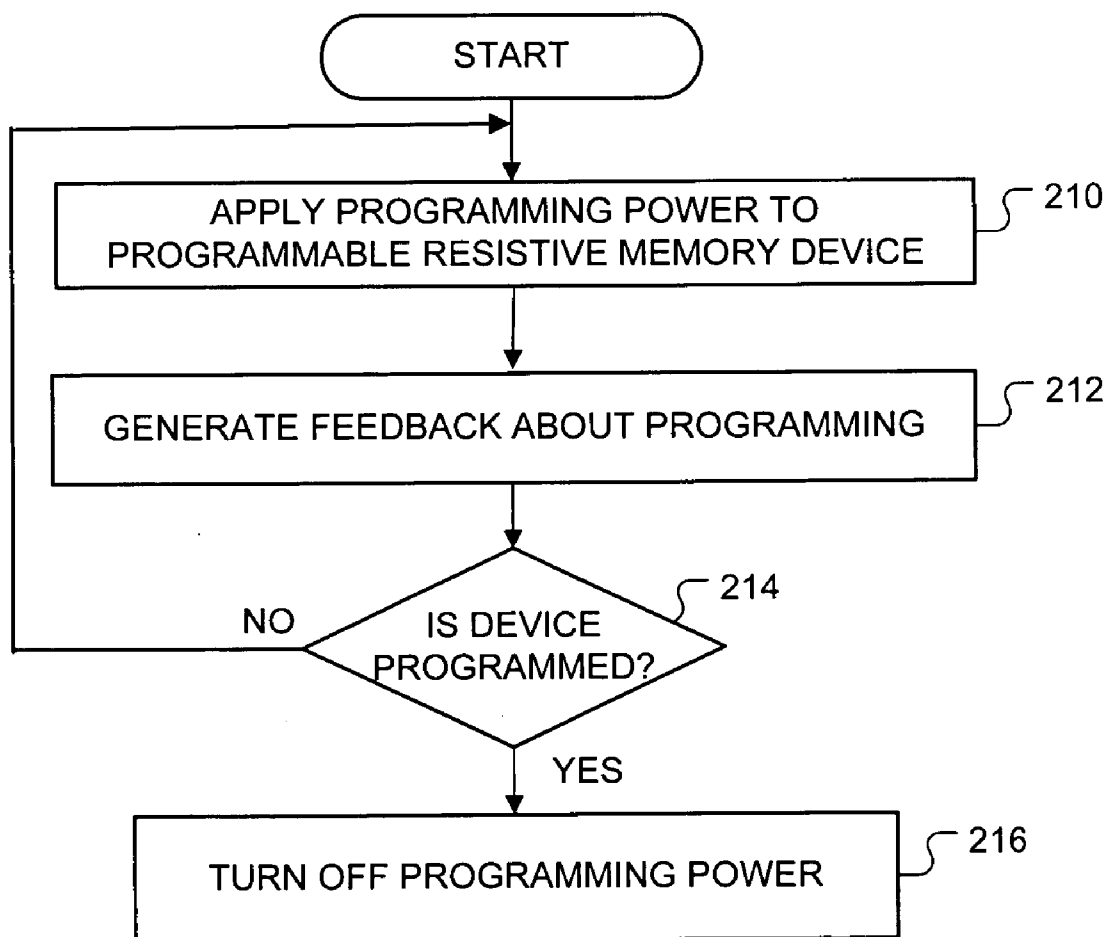 START
APPLY PROGRAMMING POWER TO
PROGRAMMABLE RESISTIVE MEMORY DEVICE
210
GENERATE FEEDBACK ABOUT PROGRAMMING
212
IS DEVICE
PROGRAMMED?
214
NO
YES
TURN OFF PROGRAMMING POWER
216